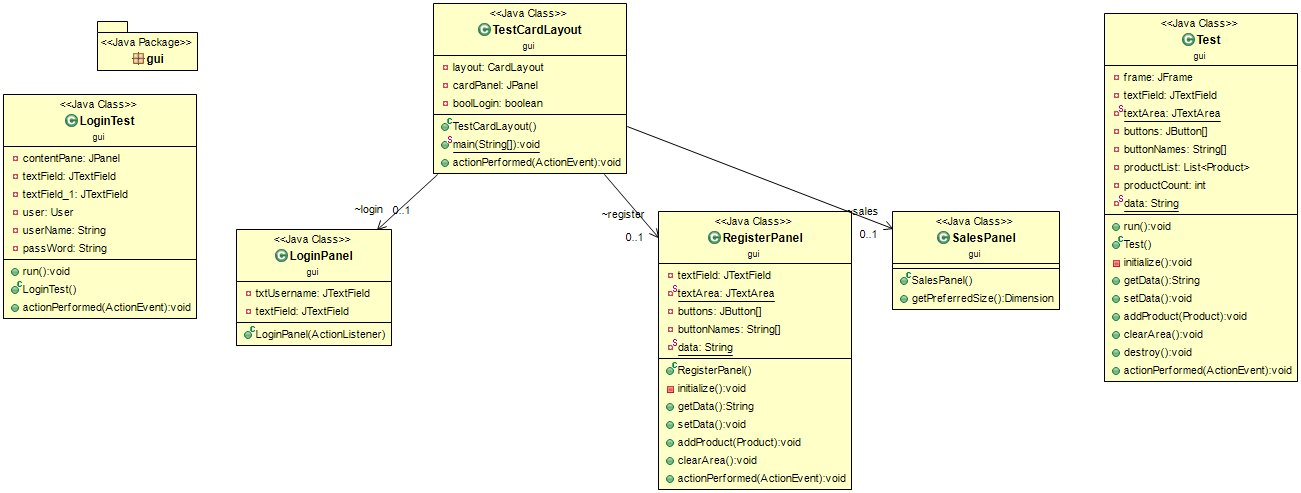 <<Java Package>>
gui
<<Java Class>>
LoginTest
gui
contentPane: JPanel
textField: JTextField
textField_1: JTextField
user: User
userName: String
passWord: String
run():void
LoginTest()
actionPerformed(ActionEvent):void
<<Java Class>>
TestCardLayout
gui
layout: CardLayout
cardPanel: JPanel
boolLogin: boolean
TestCardLayout()
main(String[]):void
actionPerformed(ActionEvent):void
~login
0..1
~register
0..1
~sales
0..1
<<Java Class>>
LoginPanel
gui
txtUsername: JTextField
textField: JTextField
LoginPanel(ActionListener)
<<Java Class>>
RegisterPanel
gui
textField: JTextField
textArea: JTextArea
buttons: JButton[]
buttonNames: String[]
data: String
RegisterPanel()
initialize():void
getData():String
setData():void
addProduct(Product):void
clearArea():void
actionPerformed(ActionEvent):void
<<Java Class>>
SalesPanel
gui
SalesPanel()
getPreferredSize():Dimension
<<Java Class>>
Test
gui
frame: JFrame
textField: JTextField
textArea: JTextArea
buttons: JButton[]
buttonNames: String[]
productList: List<Product>
productCount: int
data: String
run():void
Test()
initialize():void
getData():String
setData():void
addProduct(Product):void
clearArea():void
destroy():void
actionPerformed(ActionEvent):void